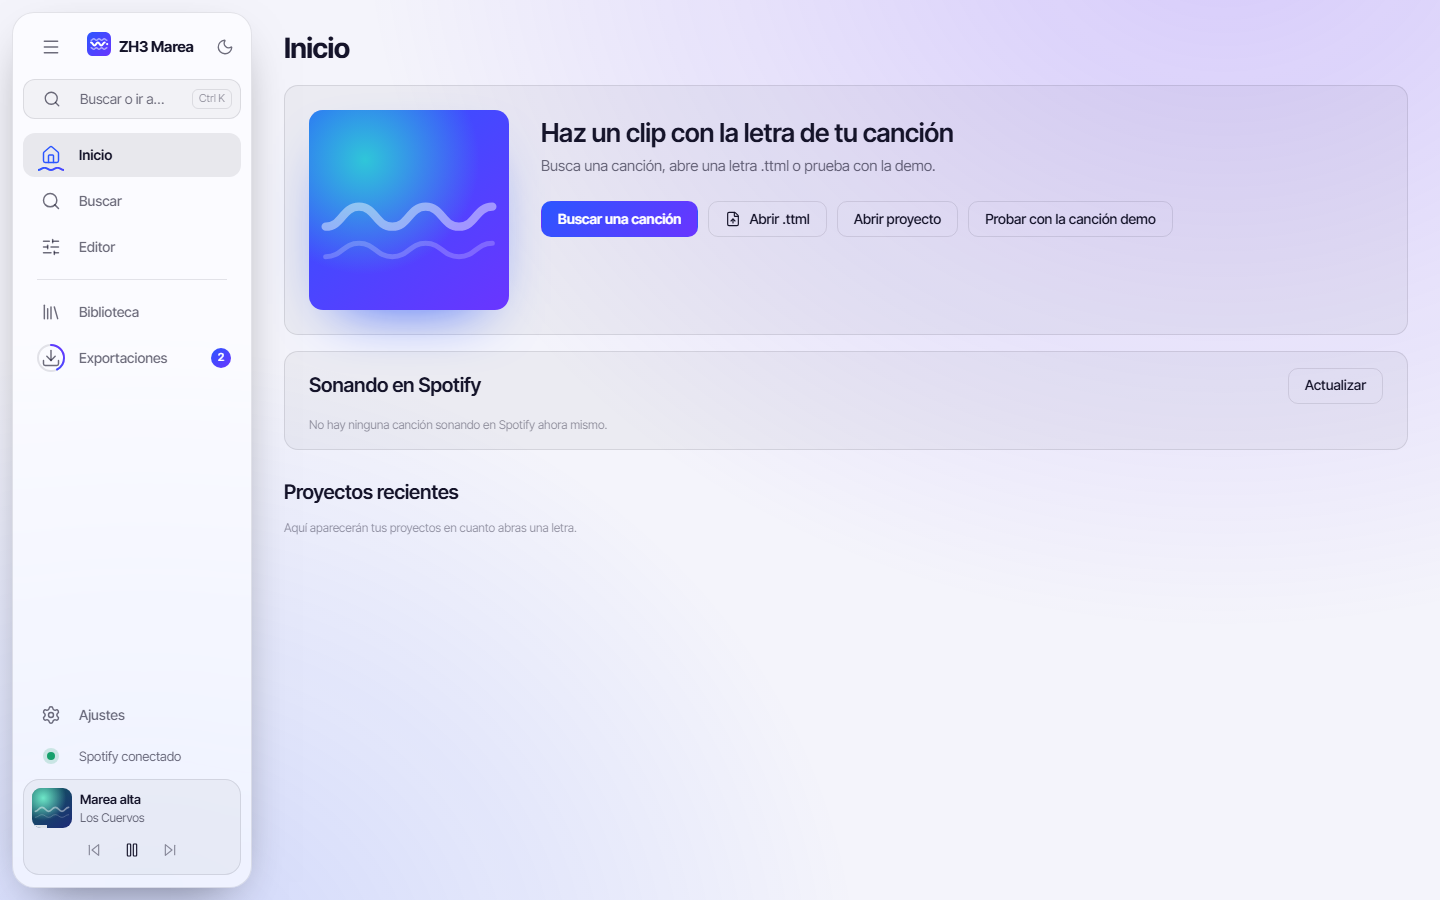 ZH3 Marea
Buscar o ir a...
Ctrl K
Inicio
Buscar
Editor
Biblioteca
Exportaciones
2
Ajustes
Spotify conectado
Marea alta
Los Cuervos
Inicio
Haz un clip con la letra de tu canción
Busca una canción, abre una letra .ttml o prueba con la demo.
Buscar una canción
Abrir .ttml
Abrir proyecto
Probar con la canción demo
Sonando en Spotify
Actualizar
No hay ninguna canción sonando en Spotify ahora mismo.
Proyectos recientes
Aquí aparecerán tus proyectos en cuanto abras una letra.